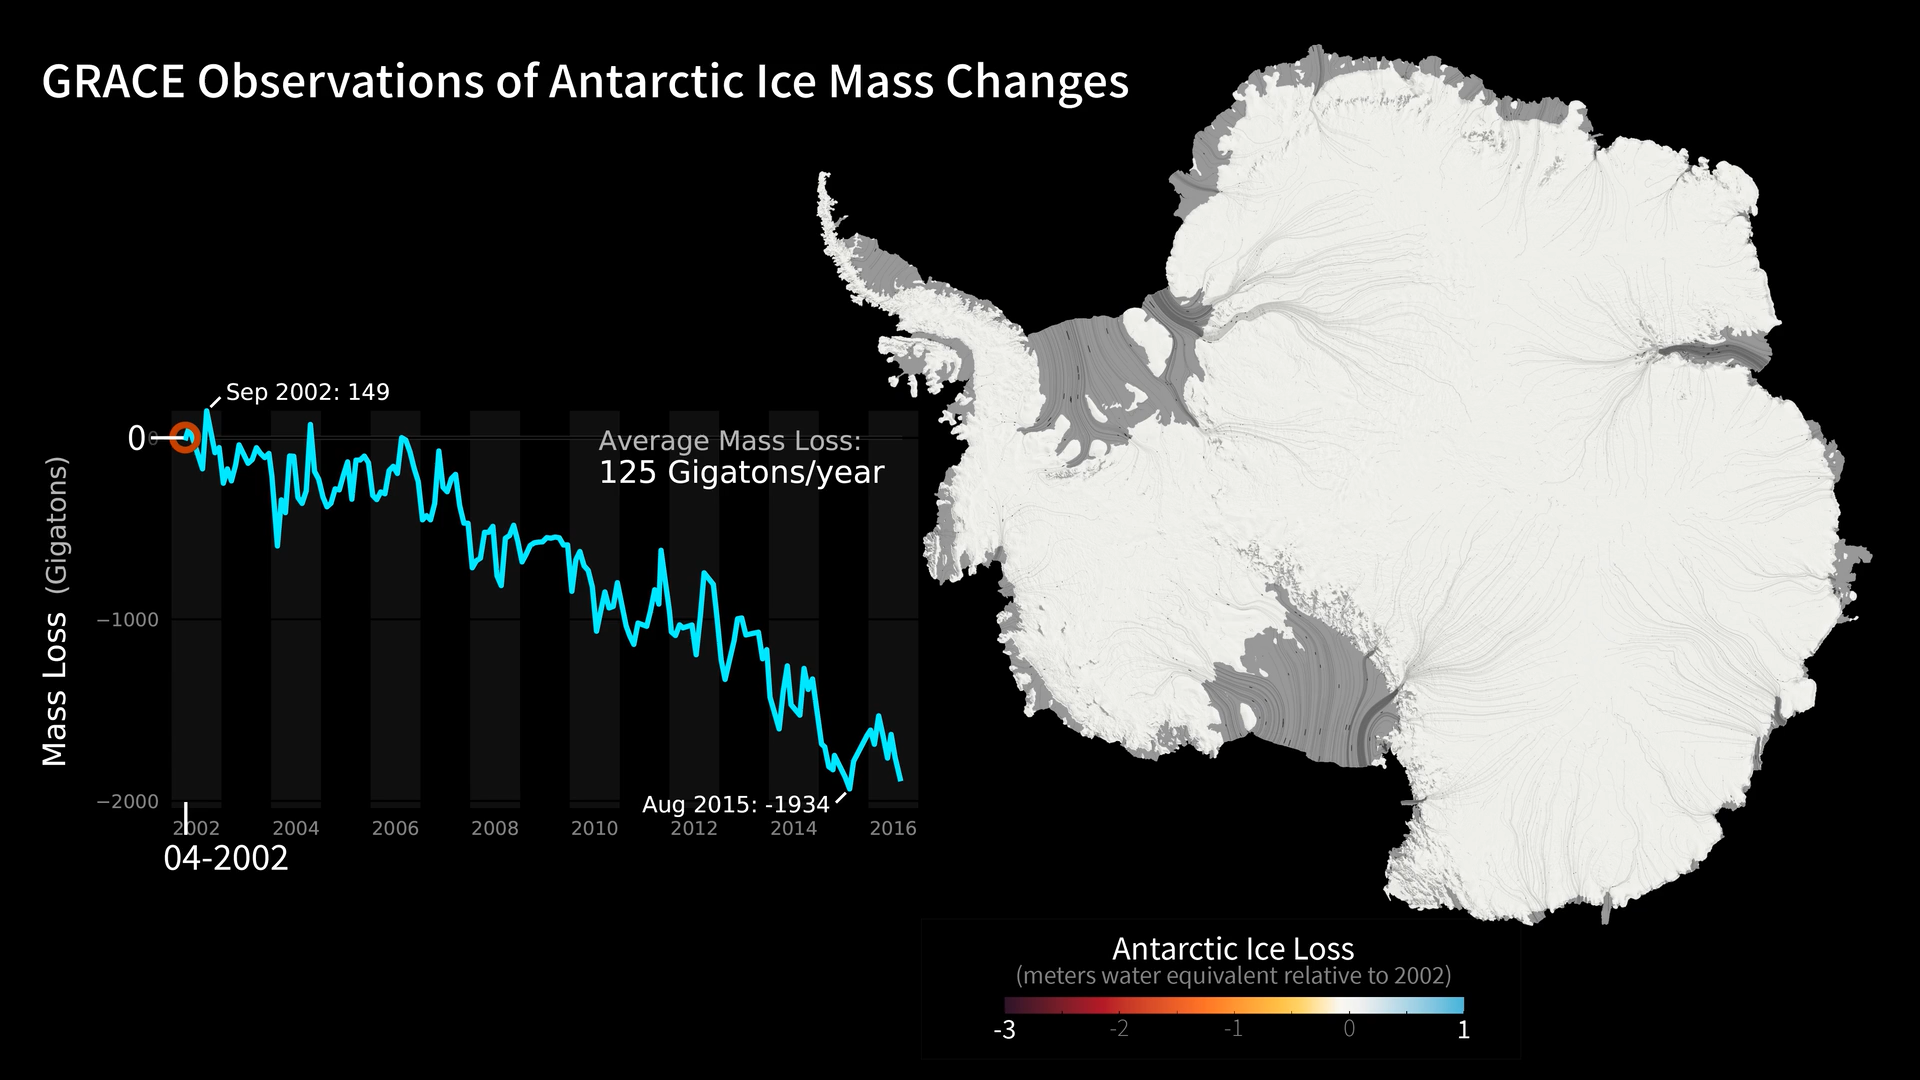 GRACE Observations of Antarctic Ice Mass Changes
Sep 2002: 149
0
0
Average Mass Loss:
125 Gigatons/year
Mass Loss (Gigatons)
−1000
−2000
Aug 2015: -1934
2002 2004 2006 2008 2010 2012 2014 2016
04-2002
Antarctic Ice Loss
(meters water equivalent relative to 2002)
-3 -2 -1 0 1